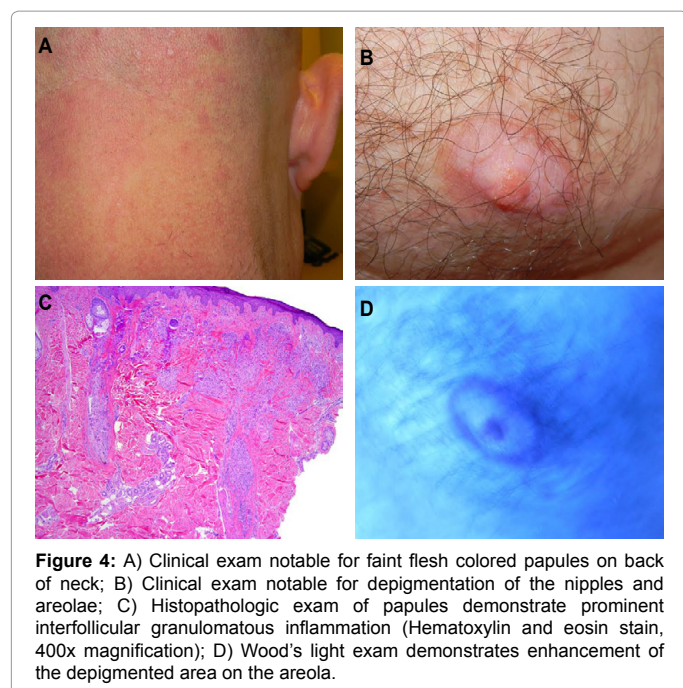 A
B
C
D
Figure 4: A) Clinical exam notable for faint flesh colored papules on back
of neck; B) Clinical exam notable for depigmentation of the nipples and
areolae; C) Histopathologic exam of papules demonstrate prominent
interfollicular granulomatous inflammation (Hematoxylin and eosin stain,
400x magnification); D) Wood's light exam demonstrates enhancement of
the depigmented area on the areola.